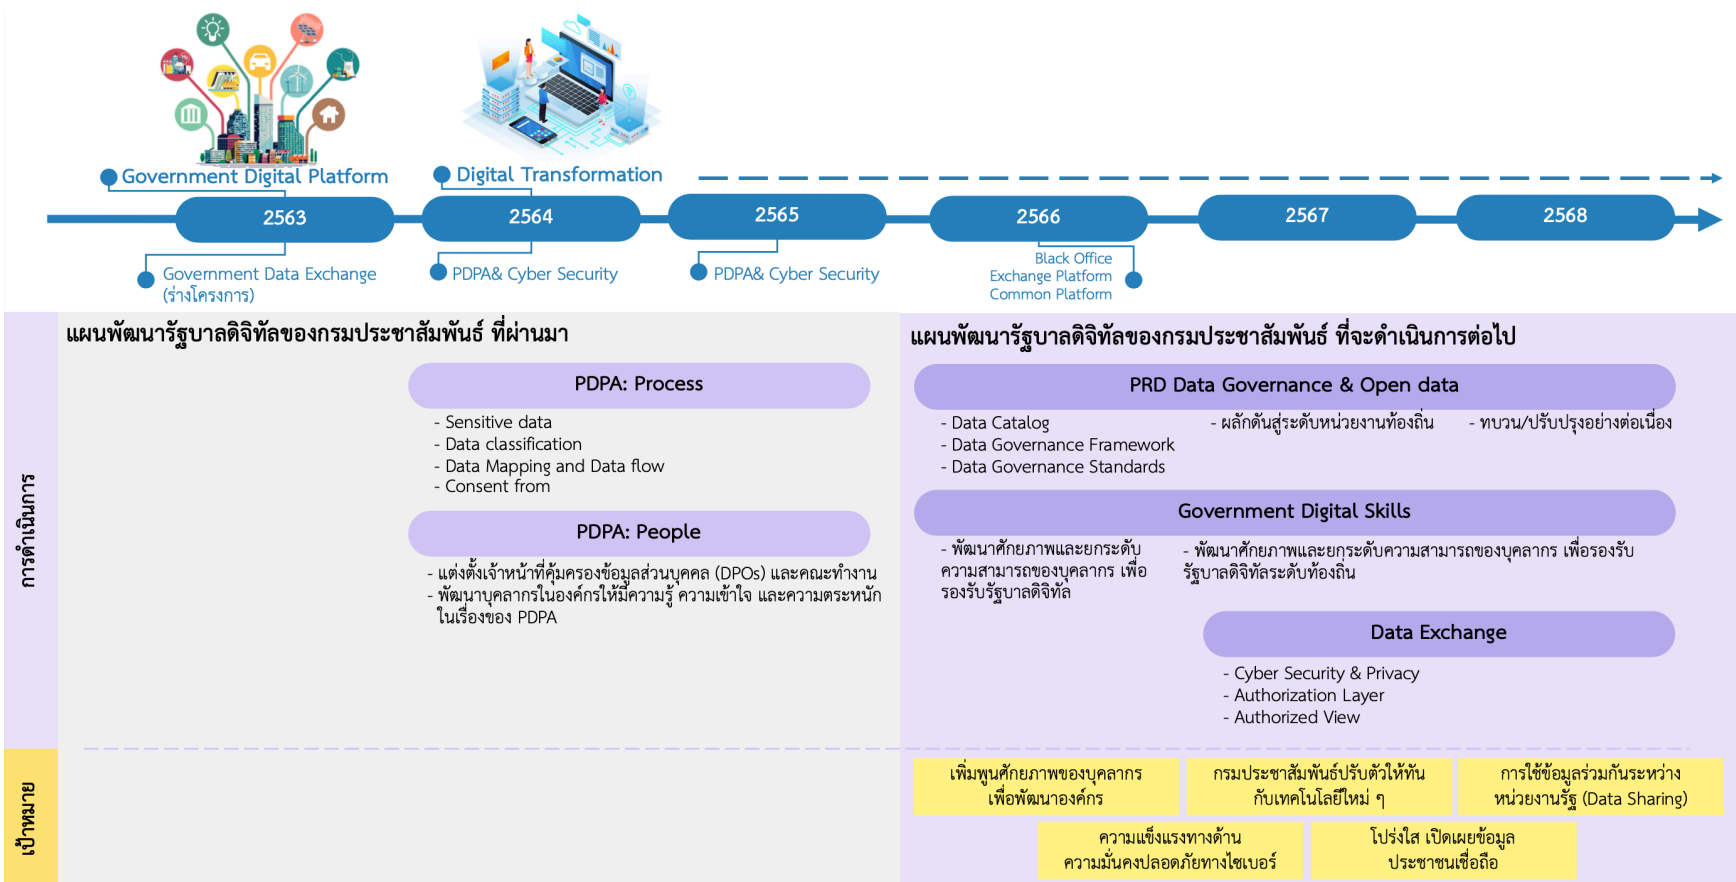 Government Digital Platform
Digital Transformation
2563
2564
2565
2566
2567
2568
Government Data Exchange
(ร่างโครงการ)
PDPA& Cyber Security
PDPA& Cyber Security
Black Office
Exchange Platform
Common Platform
การดำเนินการ
แผนพัฒนารัฐบาลดิจิทัลของกรมประชาสัมพันธ์ ที่ผ่านมา
PDPA: Process
- Sensitive data
- Data classification
- Data Mapping and Data flow
- Consent from
PDPA: People
- แต่งตั้งเจ้าหน้าที่คุ้มครองข้อมูลส่วนบุคคล (DPOs) และคณะทำงาน
- พัฒนาบุคลากรในองค์กรให้มีความรู้ ความเข้าใจ และความตระหนัก
ในเรื่องของ PDPA
แผนพัฒนารัฐบาลดิจิทัลของกรมประชาสัมพันธ์ ที่จะดำเนินการต่อไป
PRD Data Governance & Open data
- Data Catalog
- Data Governance Framework
- Data Governance Standards
- ผลักดันสู่ระดับหน่วยงานท้องถิ่น
- ทบวน/ปรับปรุงอย่างต่อเนื่อง
Government Digital Skills
- พัฒนาศักยภาพและยกระดับ
ความสามารถของบุคลากร เพื่อ
รองรับรัฐบาลดิจิทัล
- พัฒนาศักยภาพและยกระดับความสามารถของบุคลากร เพื่อรองรับ
รัฐบาลดิจิทัลระดับท้องถิ่น
Data Exchange
- Cyber Security & Privacy
- Authorization Layer
- Authorized View
เป้าหมาย
เพิ่มพูนศักยภาพของบุคลากร
เพื่อพัฒนาองค์กร
กรมประชาสัมพันธ์ปรับตัวให้ทัน
กับเทคโนโลยีใหม่ ๆ
การใช้ข้อมูลร่วมกันระหว่าง
หน่วยงานรัฐ (Data Sharing)
ความแข็งแรงทางด้าน
ความมั่นคงปลอดภัยทางไซเบอร์
โปร่งใส เปิดเผยข้อมูล
ประชาชนเชื่อถือ